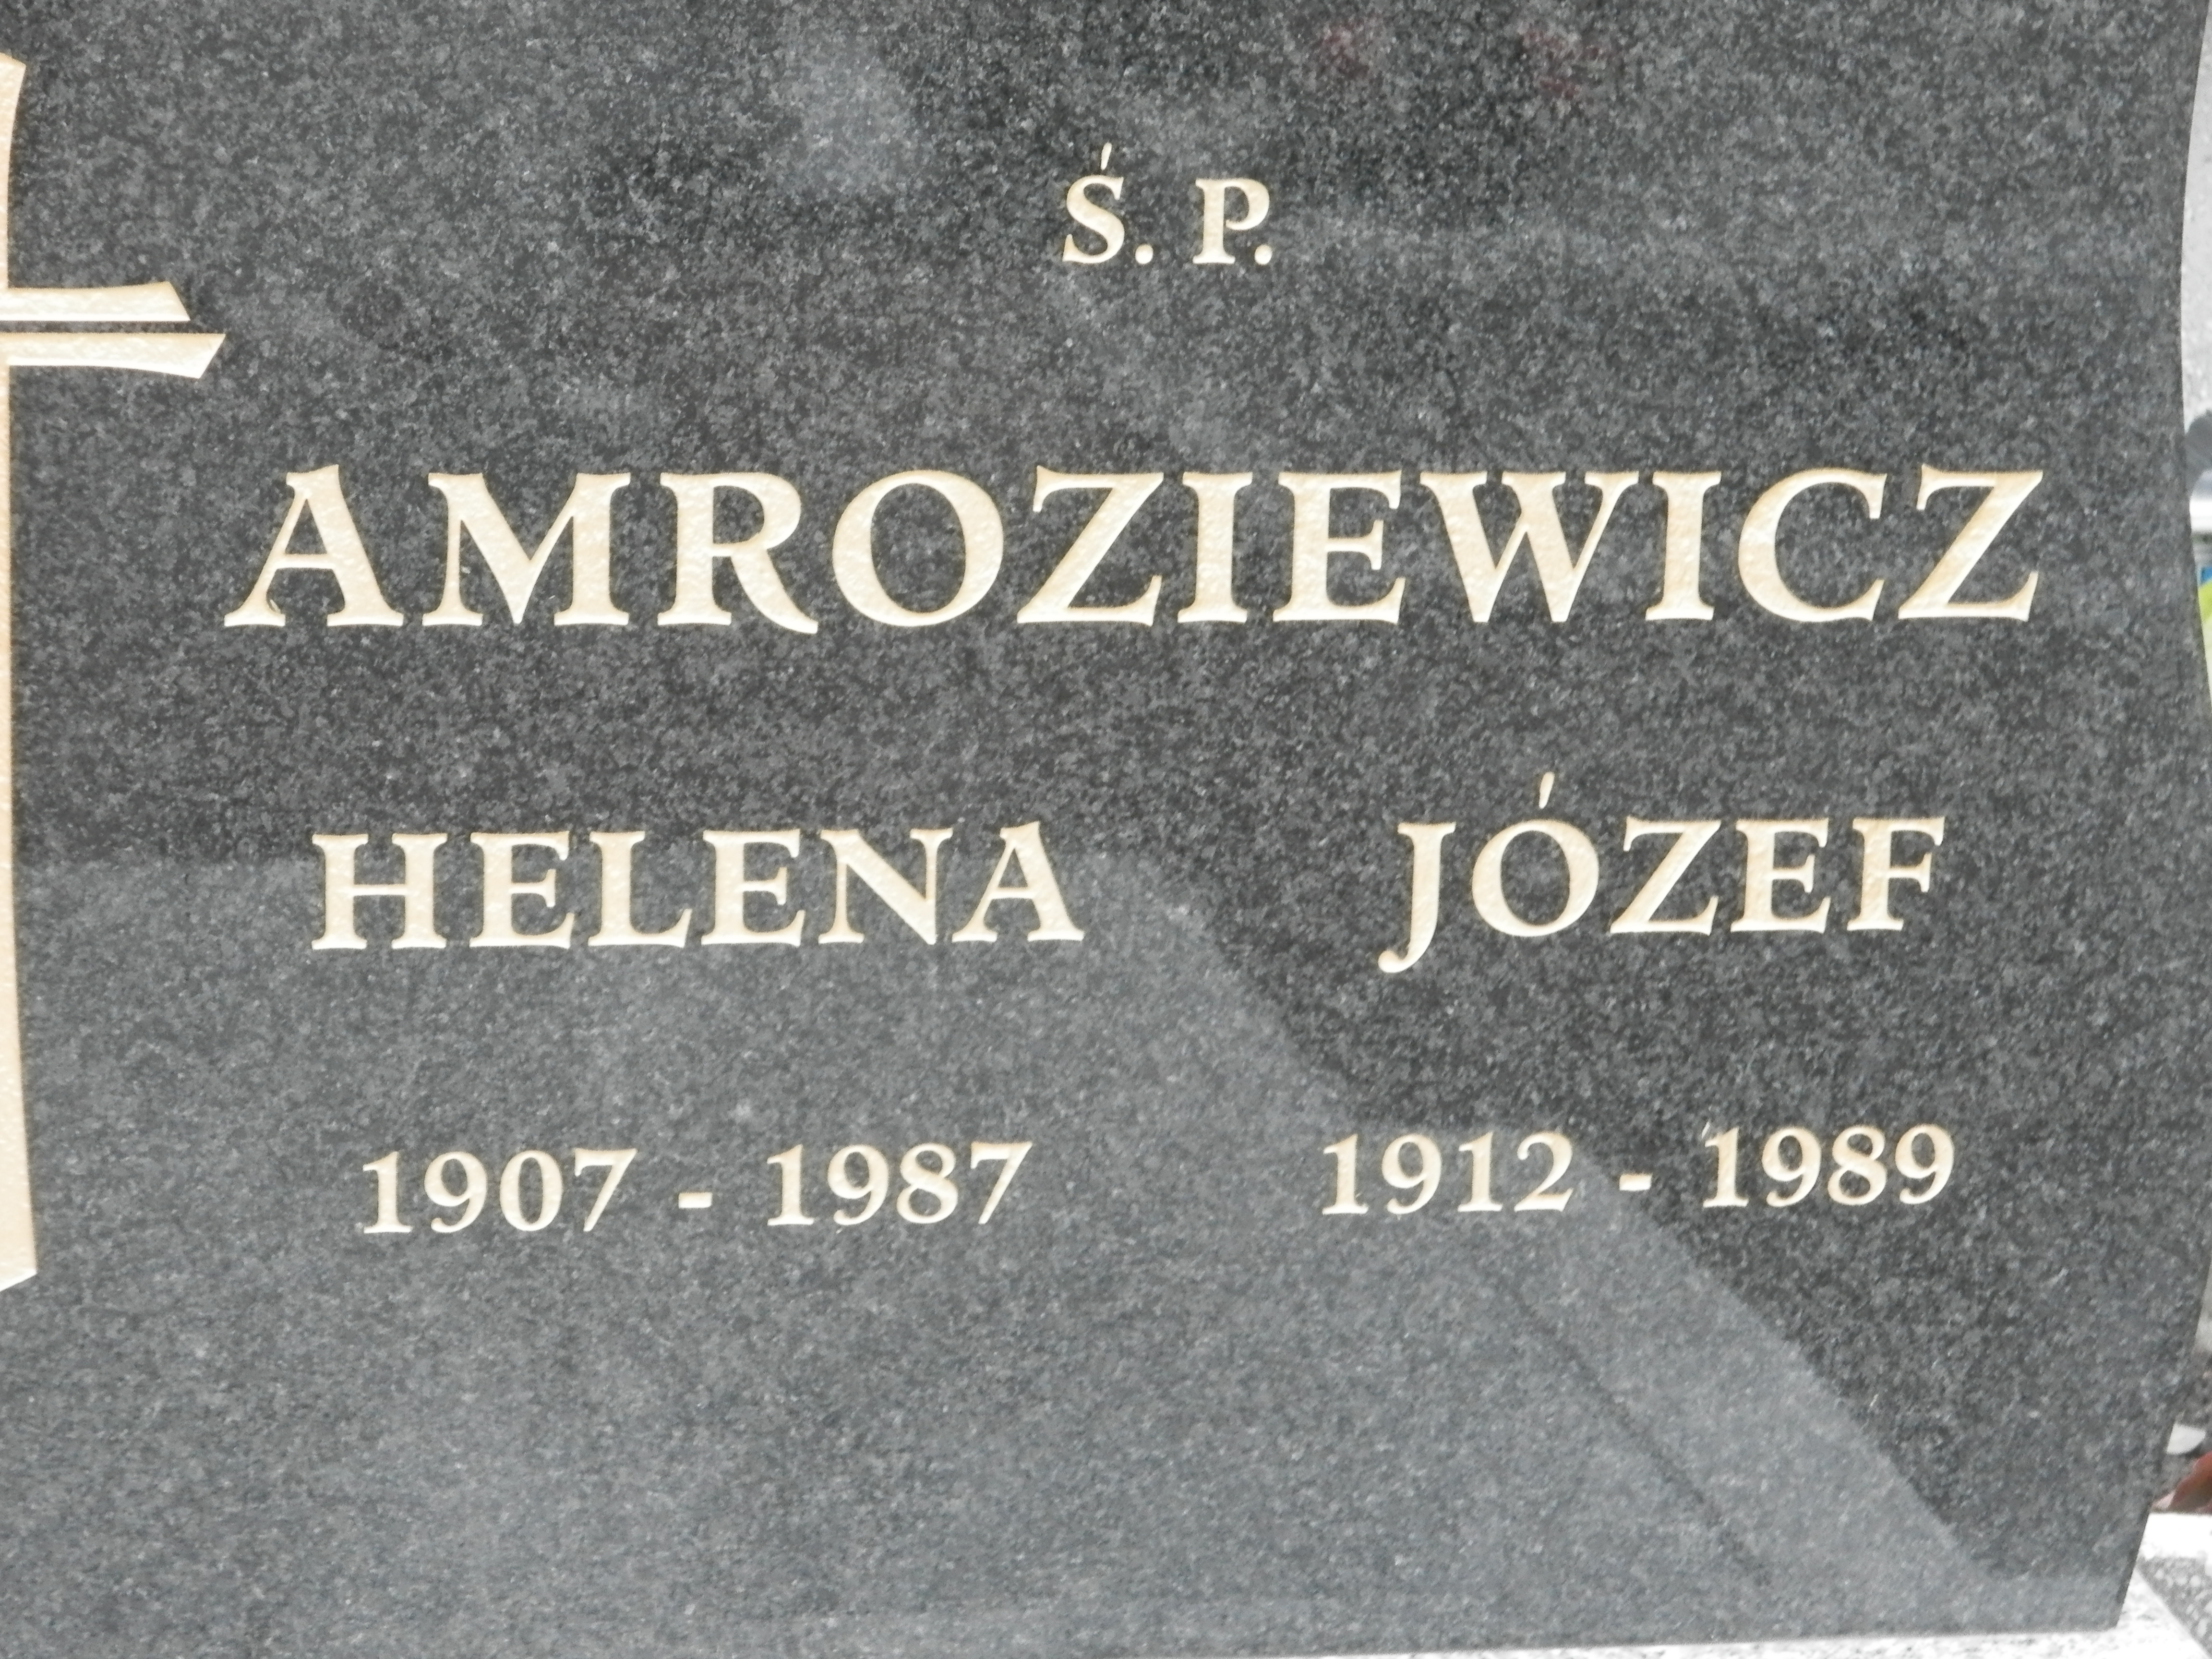 Ś. P.
AMROZIEWICZ
HELENA JÓZEF
1907 - 1987 1912 - 1989